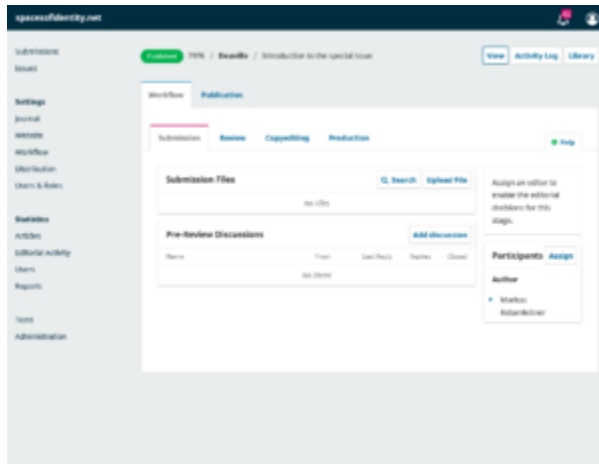 spacesofidentity.net
Submissions
Issues
Settings
Journal
Website
Workflow
Distribution
Users & Roles
Statistics
Articles
Editorial Activity
Users
Reports
Tools
Administration
Published / / Introduction to the special issue
View Activity Log Library
Workflow Publication
Submission Review Copyediting Production
Help
Submission Files Search Upload File
No Files
Pre-Review Discussions Add discussion
Name From Last Reply Replies Closed
No Items
Assign an editor to
enable the editorial
decisions for this
stage.
Participants Assign
Author
Markus